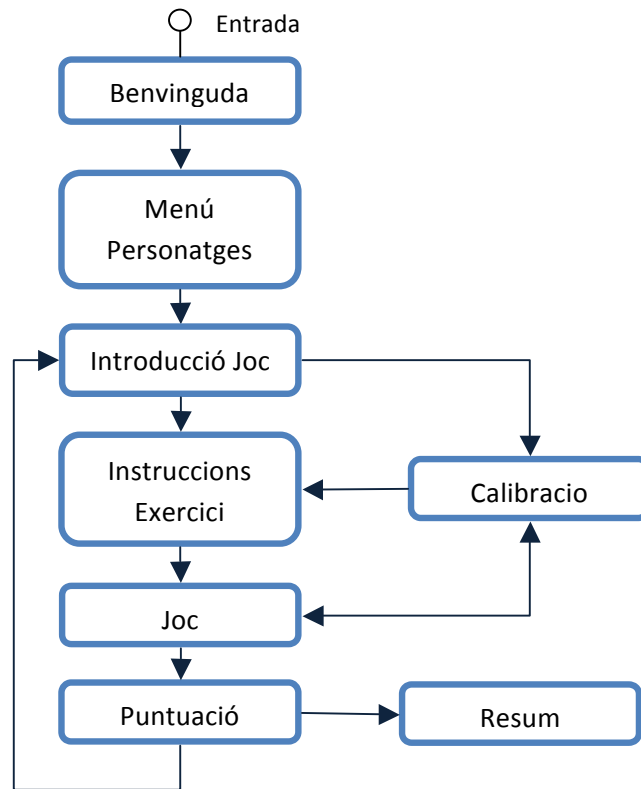 Entrada
Benvinguda
Menú
Personatges
Introducció Joc
Instruccions
Exercici
Calibracio
Joc
Puntuació
Resum